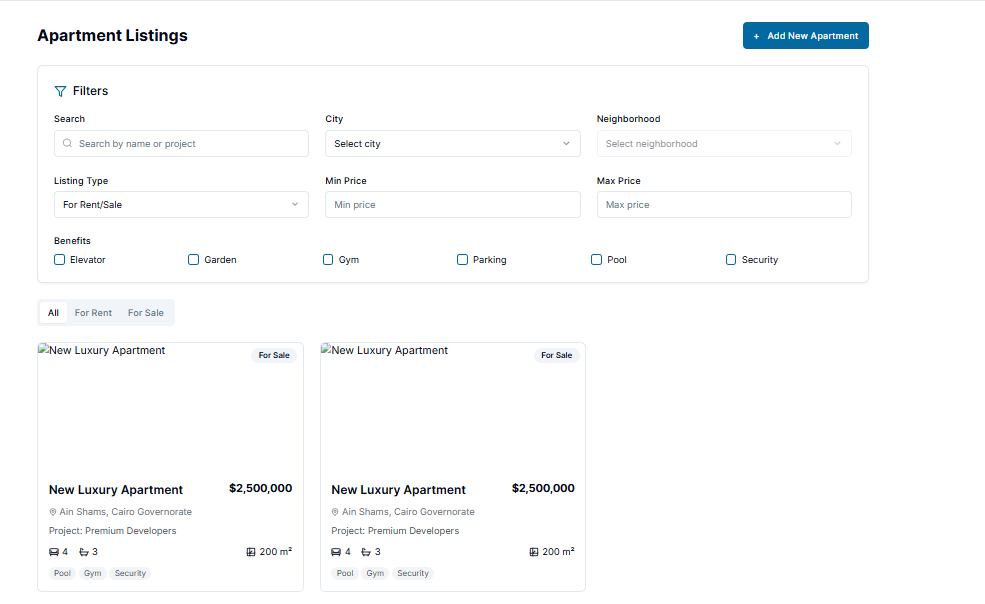 Apartment Listings
+ Add New Apartment
Filters
Search
City
Neighborhood
Search by name or project
Select city
Select neighborhood
Listing Type
Min Price
Max Price
For Rent/Sale
Min price
Max price
Benefits
Elevator
Garden
Gym
Parking
Pool
Security
All
For Rent
For Sale
New Luxury Apartment
For Sale
New Luxury Apartment $2,500,000
Ain Shams, Cairo Governorate
Project: Premium Developers
4 3 200 m²
Pool Gym Security
New Luxury Apartment
For Sale
New Luxury Apartment $2,500,000
Ain Shams, Cairo Governorate
Project: Premium Developers
4 3 200 m²
Pool Gym Security